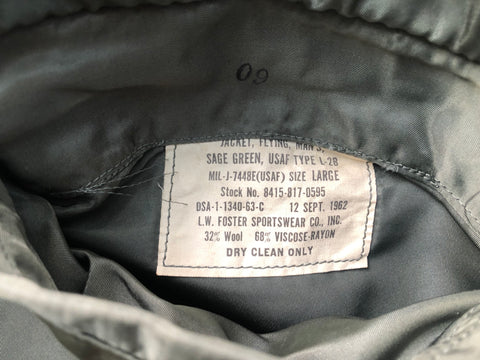 09
JACKET, FLYING, MAN'S,
SAGE GREEN, USAF TYPE L-2B
MIL-J-7448E(USAF) SIZE LARGE
Stock No. 8415-817-0595
DSA-1-1340-63-C 12 SEPT. 1962
L.W. FOSTER SPORTSWEAR CO., INC.
32% Wool 68% VISCOSE-RAYON
DRY CLEAN ONLY